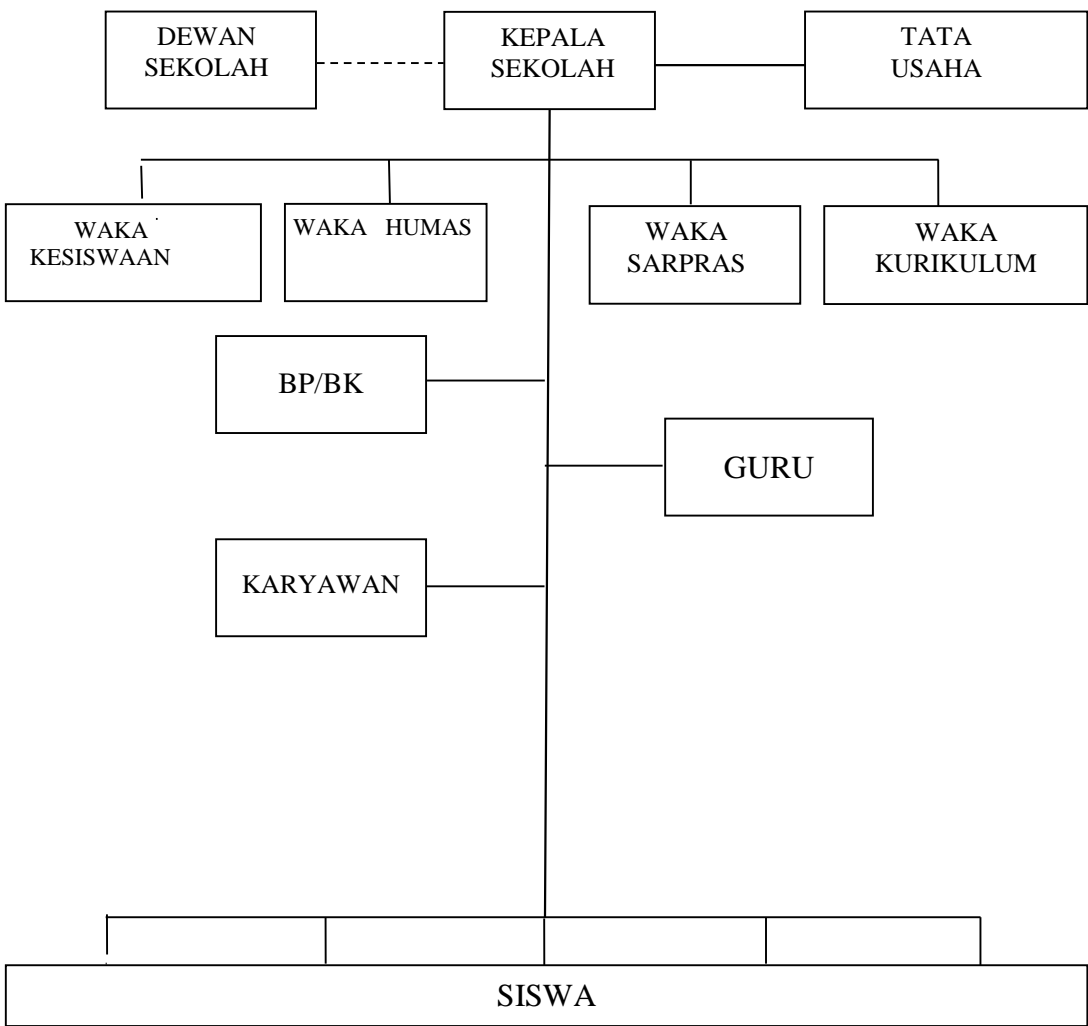 DEWAN
SEKOLAH
KEPALA
SEKOLAH
TATA
USAHA
WAKA
KESISWAAN
WAKA HUMAS
WAKA
SARPRAS
WAKA
KURIKULUM
BP/BK
GURU
KARYAWAN
SISWA